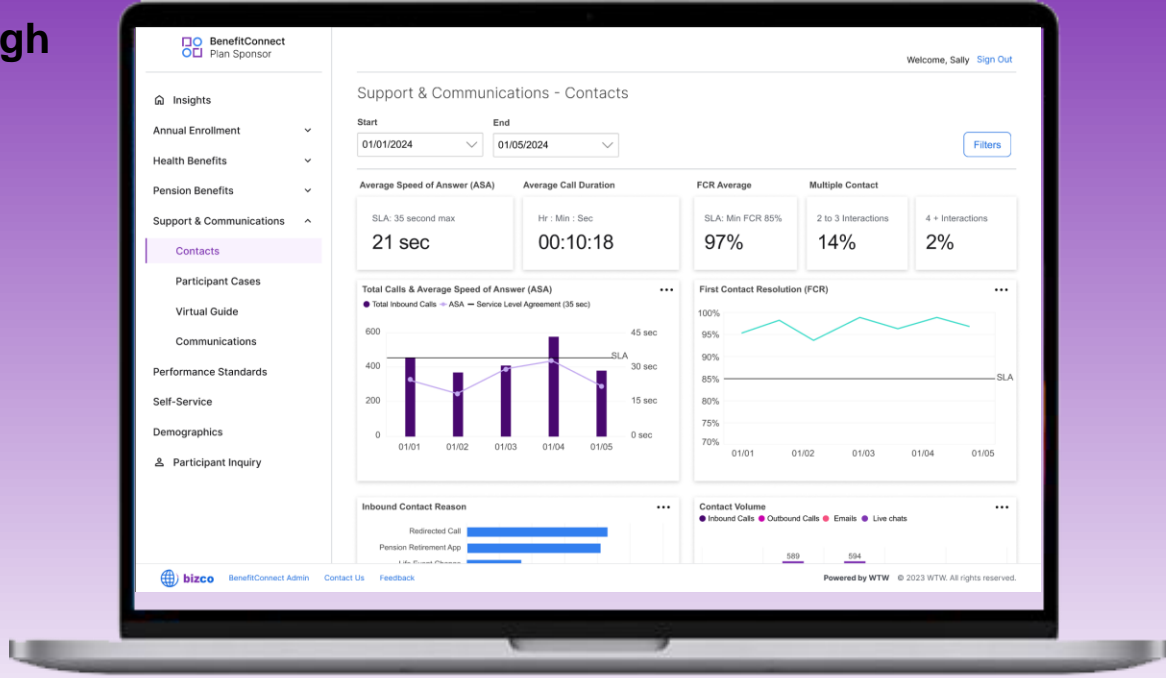 gh
BenefitConnect
Plan Sponsor
Welcome, Sally Sign Out
Insights
Annual Enrollment
Health Benefits
Pension Benefits
Support & Communications
Contacts
Participant Cases
Virtual Guide
Communications
Performance Standards
Self-Service
Demographics
Participant Inquiry
Support & Communications - Contacts
Start End
01/01/2024 01/05/2024
Filters
Average Speed of Answer (ASA) Average Call Duration FCR Average Multiple Contact
SLA: 35 second max Hr : Min : Sec SLA: Min FCR 85% 2 to 3 Interactions 4 + Interactions
21 sec 00:10:18 97% 14% 2%
Total Calls & Average Speed of Answer (ASA)
Total Inbound Calls ASA Service Level Agreement (35 sec)
600 45 sec
SLA
400 30 sec
200 15 sec
0 0 sec
01/01 01/02 01/03 01/04 01/05
First Contact Resolution (FCR)
100%
95%
90%
85% SLA
80%
75%
70%
01/01 01/02 01/03 01/04 01/05
Inbound Contact Reason
Redirected Call
Pension Retirement App
Life Event Change
Contact Volume
Inbound Calls Outbound Calls Emails Live chats
589 594
bizco BenefitConnect Admin Contact Us Feedback
Powered by WTW © 2023 WTW. All rights reserved.